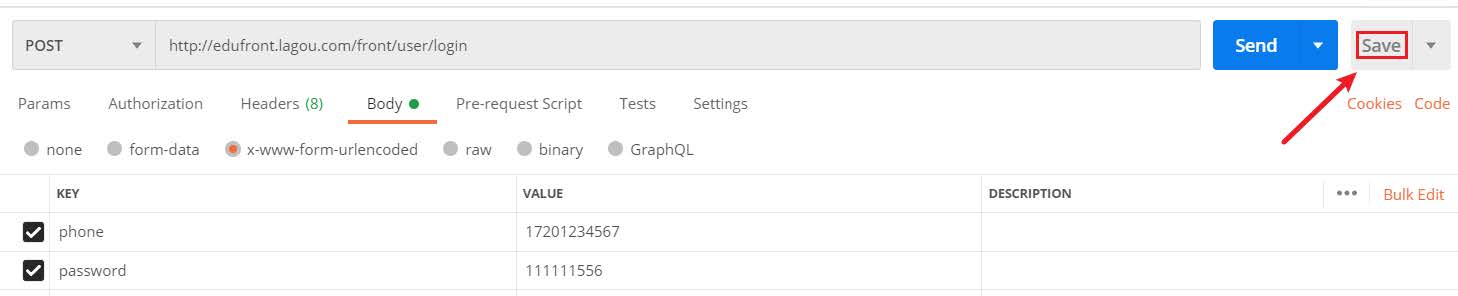 POST http://edufront.lagou.com/front/user/login Send Save
Params Authorization Headers (8) Body Pre-request Script Tests Settings Cookies Code
none form-data x-www-form-urlencoded raw binary GraphQL
KEY VALUE DESCRIPTION ••• Bulk Edit
phone 17201234567
password 111111556